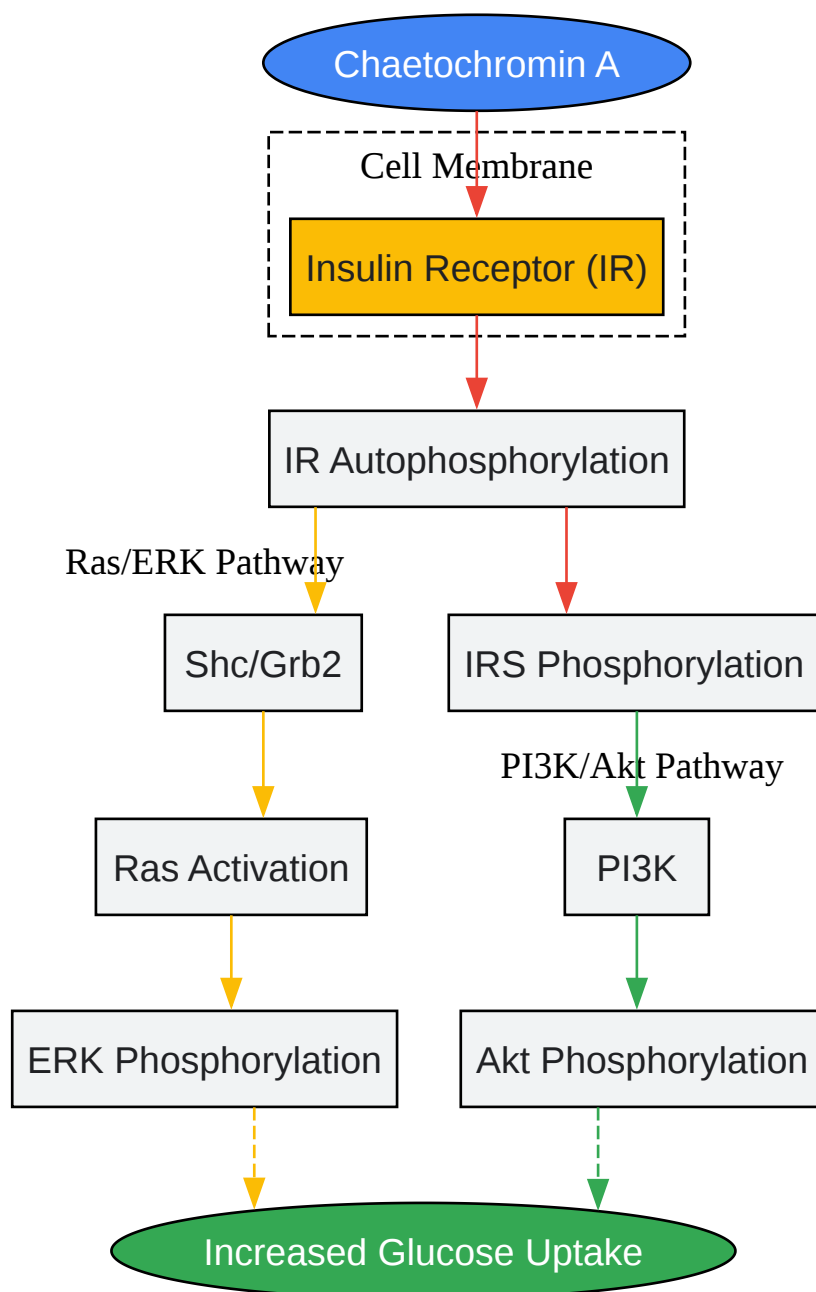 Chaetochromin A
Cell Membrane
Insulin Receptor (IR)
IR Autophosphorylation
Ras/ERK Pathway
Shc/Grb2
IRS Phosphorylation
PI3K/Akt Pathway
Ras Activation
PI3K
ERK Phosphorylation
Akt Phosphorylation
Increased Glucose Uptake